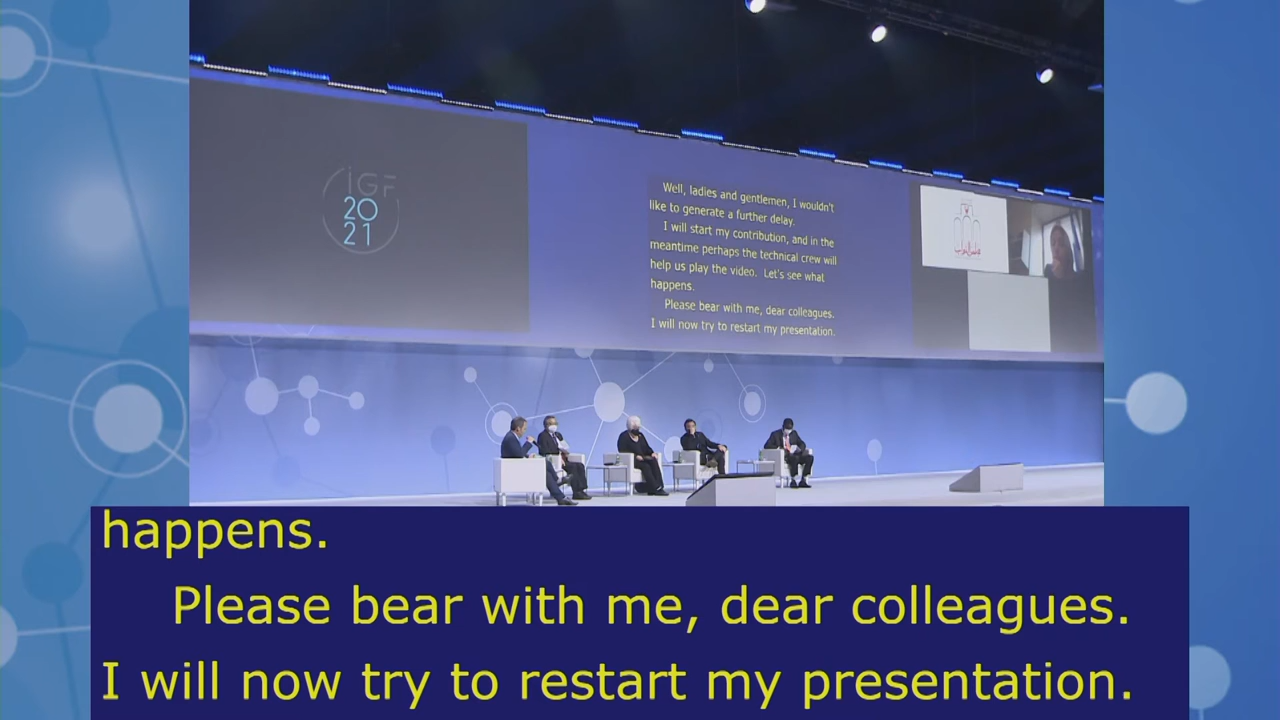 IGF
20
21
Well, ladies and gentlemen, I wouldn't
like to generate a further delay.
I will start my contribution, and in the
meantime perhaps the technical crew will
help us play the video. Let's see what
happens.
Please bear with me, dear colleagues.
I will now try to restart my presentation.
happens.
Please bear with me, dear colleagues.
I will now try to restart my presentation.